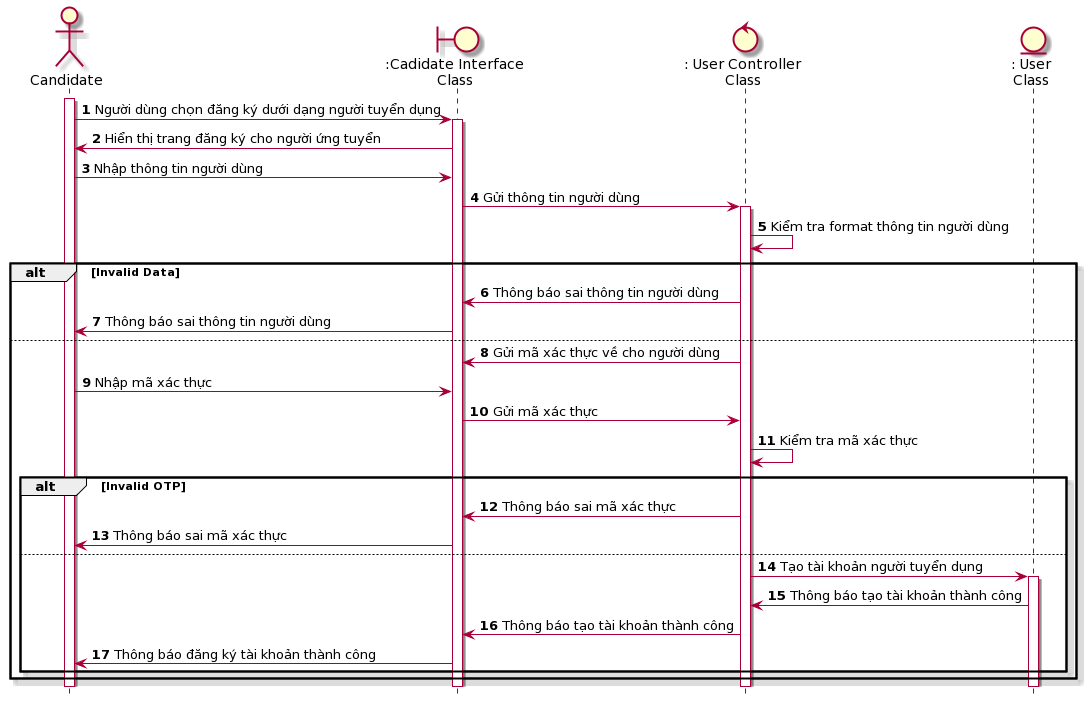 Candidate
:Cadidate Interface
Class
: User Controller
Class
: User
Class
1 Người dùng chọn đăng ký dưới dạng người tuyển dụng
2 Hiển thị trang đăng ký cho người ứng tuyển
3 Nhập thông tin người dùng
4 Gửi thông tin người dùng
5 Kiểm tra format thông tin người dùng
alt [Invalid Data]
6 Thông báo sai thông tin người dùng
7 Thông báo sai thông tin người dùng
8 Gửi mã xác thực về cho người dùng
9 Nhập mã xác thực
10 Gửi mã xác thực
11 Kiểm tra mã xác thực
alt [Invalid OTP]
12 Thông báo sai mã xác thực
13 Thông báo sai mã xác thực
14 Tạo tài khoản người tuyển dụng
15 Thông báo tạo tài khoản thành công
16 Thông báo tạo tài khoản thành công
17 Thông báo đăng ký tài khoản thành công